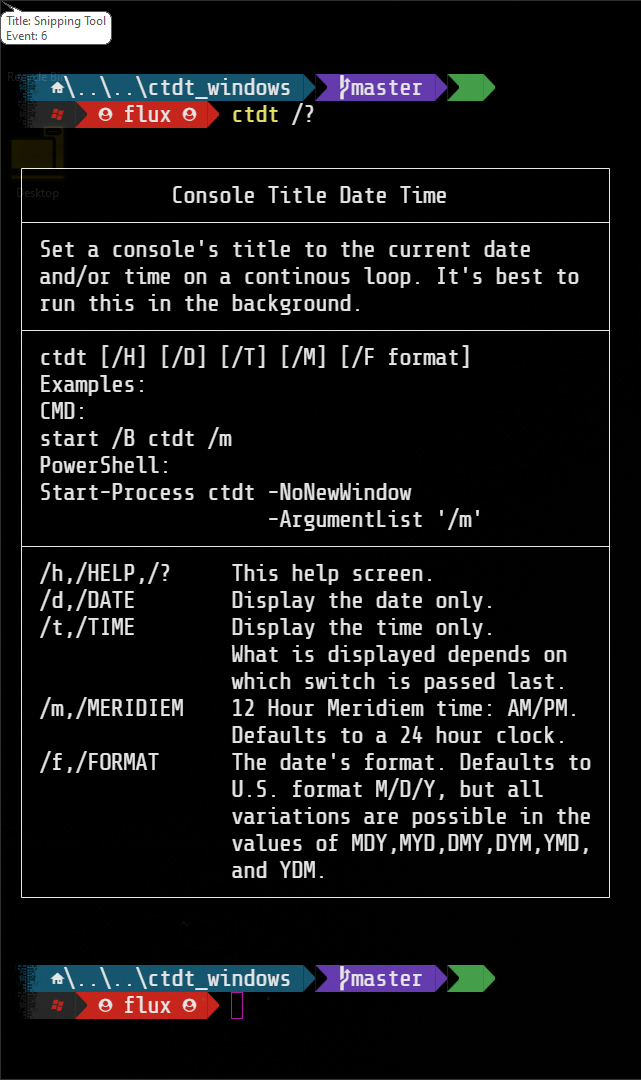 Title: Snipping Tool
Event: 6
Recycle Bin
\..\..\ctdt_windows master
flux ctdt /?
Desktop
Console Title Date Time
Set a console's title to the current date
and/or time on a continous loop. It's best to
run this in the background.
ctdt [/H] [/D] [/T] [/M] [/F format]
Examples:
CMD:
start /B ctdt /m
PowerShell:
Start-Process ctdt -NoNewWindow
-ArgumentList '/m'
/h,/HELP,/? This help screen.
/d,/DATE Display the date only.
/t,/TIME Display the time only.
What is displayed depends on
which switch is passed last.
/m,/MERIDIEM 12 Hour Meridiem time: AM/PM.
Defaults to a 24 hour clock.
/f,/FORMAT The date's format. Defaults to
U.S. format M/D/Y, but all
variations are possible in the
values of MDY,MYD,DMY,DYM,YMD,
and YDM.
\..\..\ctdt_windows master
flux